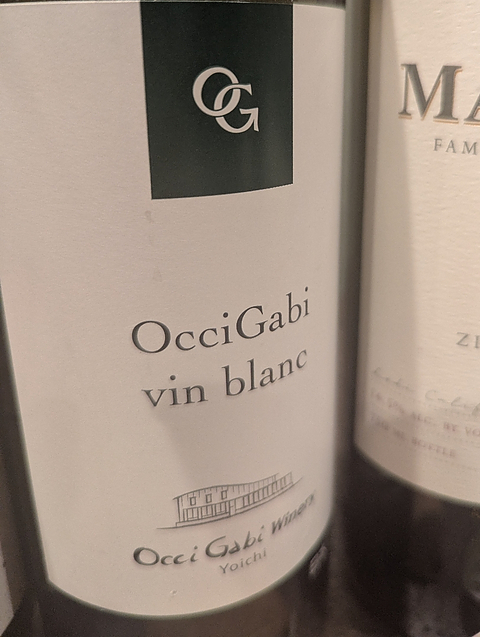 OG
OcciGabi
vin blanc
Occi Gabi Winery
Yoichi
MA
FAM